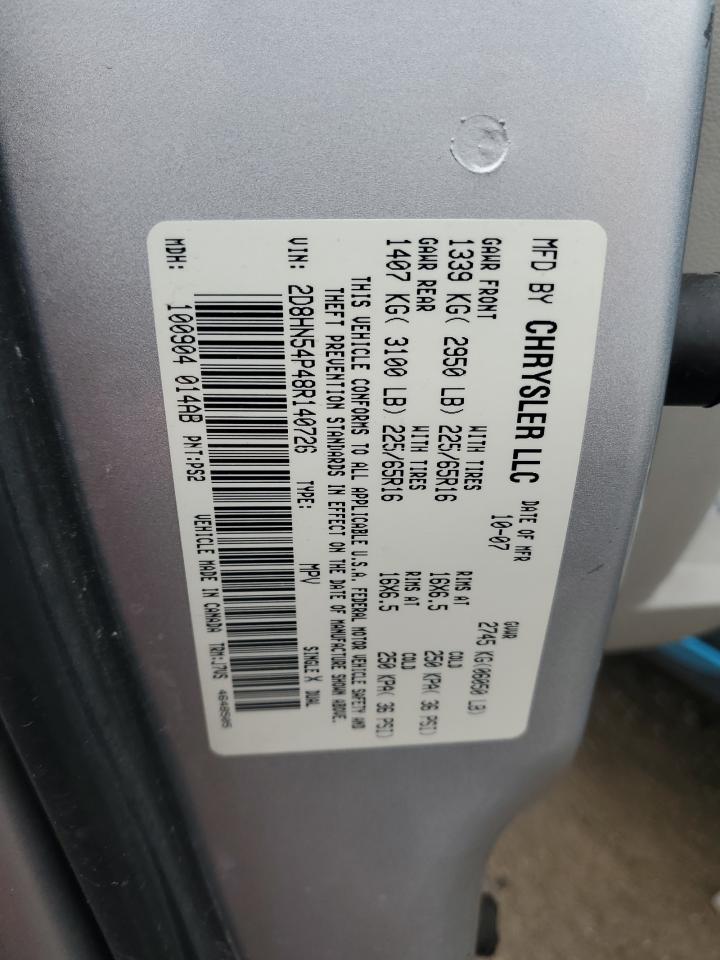 MFD BY CHRYSLER LLC DATE OF MFR GVWR
10-07 2745 KG(06050 LB)
GAWR FRONT WITH TIRES RIMS AT COLD
1339 KG( 2950 LB) 225/65R16 16X6.5 250 KPA( 36 PSI)
GAWR REAR WITH TIRES RIMS AT COLD
1407 KG( 3100 LB) 225/65R16 16X6.5 250 KPA( 36 PSI)
THIS VEHICLE CONFORMS TO ALL APPLICABLE U.S.A. FEDERAL MOTOR VEHICLE SAFETY AND
THEFT PREVENTION STANDARDS IN EFFECT ON THE DATE OF MANUFACTURE SHOWN ABOVE.
VIN: 2D8HN54P48R140726 TYPE: MPV SINGLE X DUAL
MDH: 100904 014AB PNT:PS2 VEHICLE MADE IN CANADA TRM:J7VS